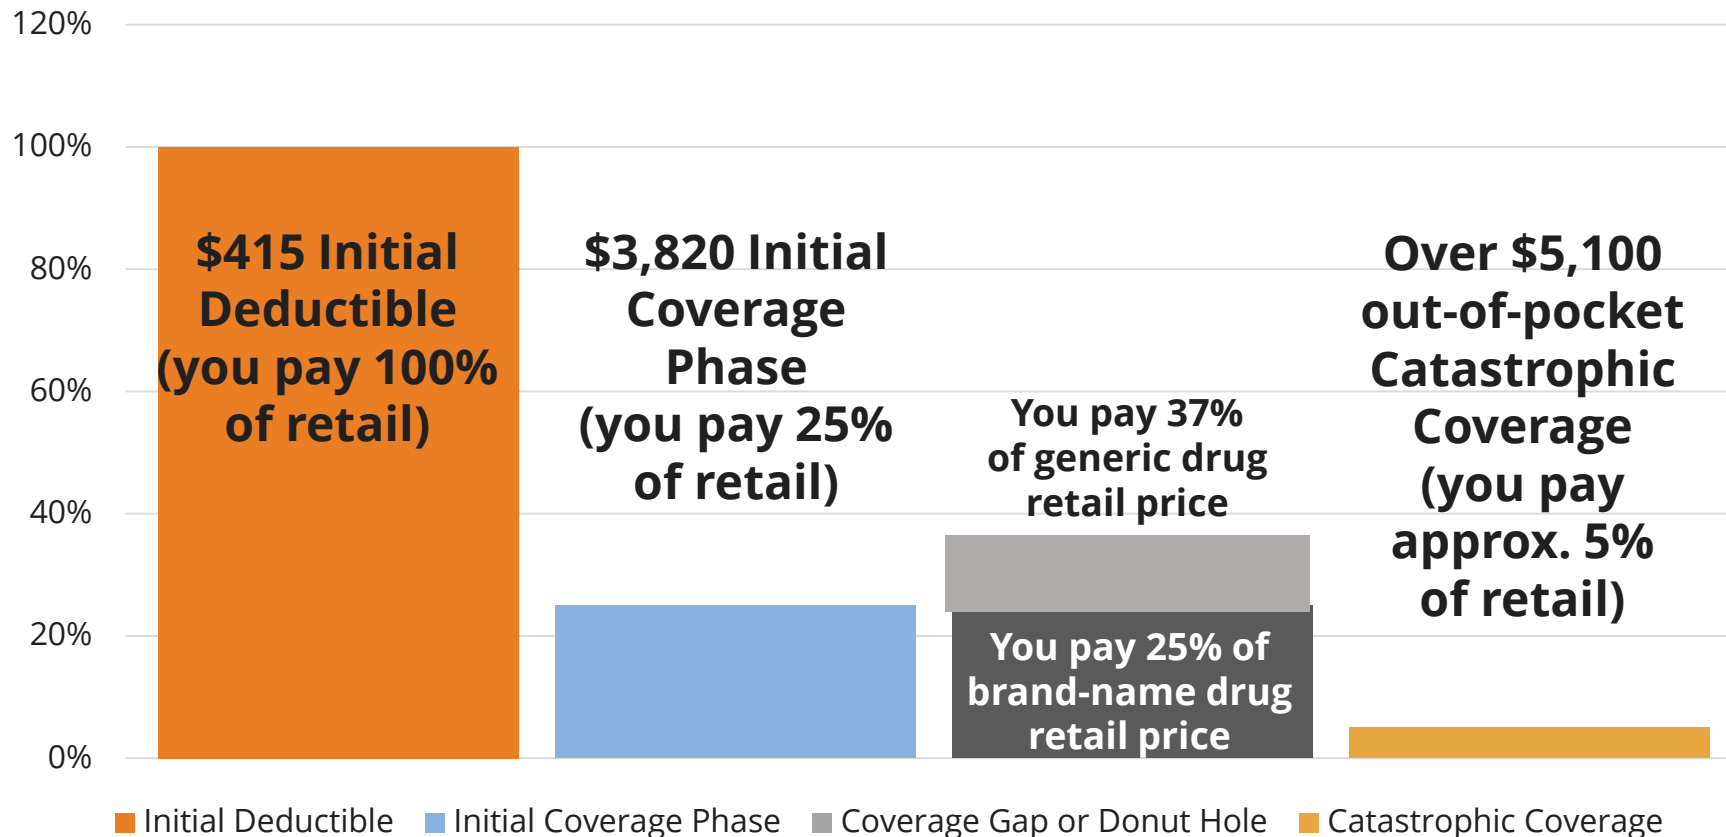 120%
100%
80%
60%
40%
20%
0%
$415 Initial
Deductible
(you pay 100%
of retail)
$3,820 Initial
Coverage
Phase
(you pay 25%
of retail)
You pay 37%
of generic drug
retail price
You pay 25% of
brand-name drug
retail price
Over $5,100
out-of-pocket
Catastrophic
Coverage
(you pay
approx. 5%
of retail)
Initial Deductible Initial Coverage Phase Coverage Gap or Donut Hole Catastrophic Coverage